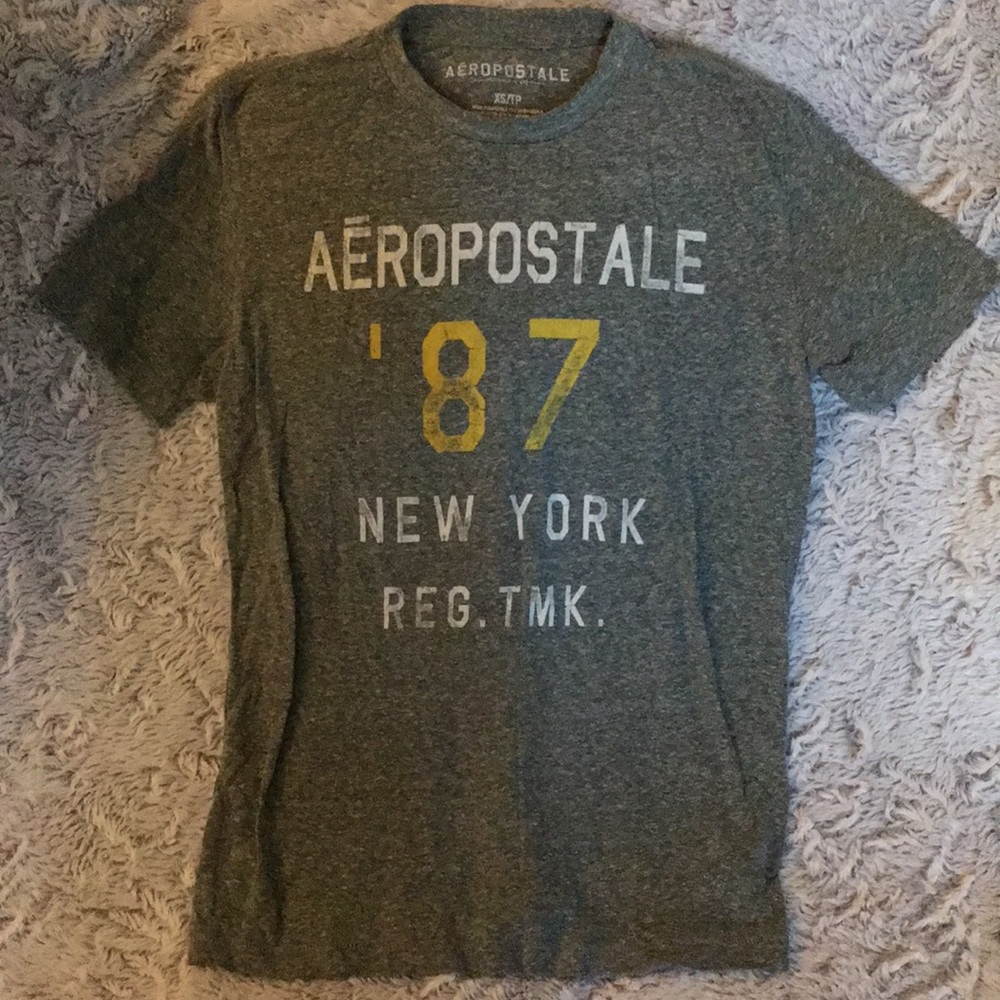 AÉROPOSTALE
XS/TP
AÉROPOSTALE
'87
NEW YORK
REG. TMK.